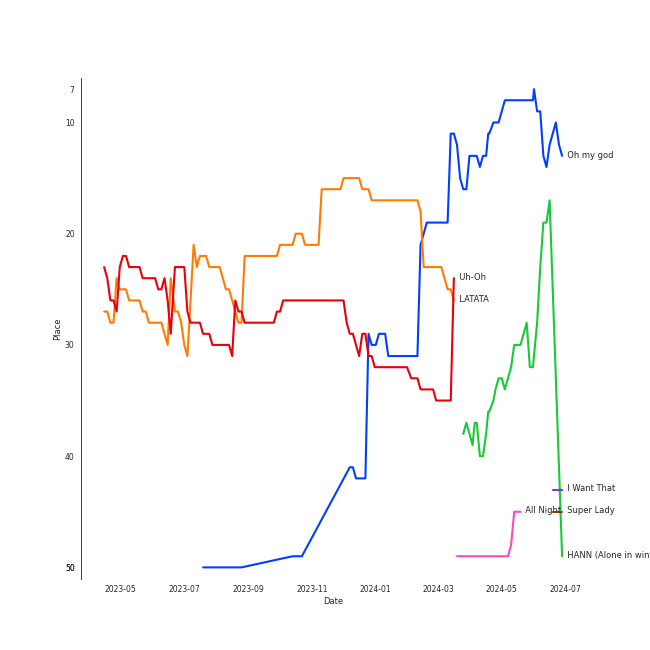 7
10
20
30
40
50
Place
Oh my god
Uh-Oh
LATATA
I Want That
All Night
Super Lady
HANN (Alone in win
2023-05
2023-07
2023-09
2023-11
2024-01
2024-03
2024-05
2024-07
Date